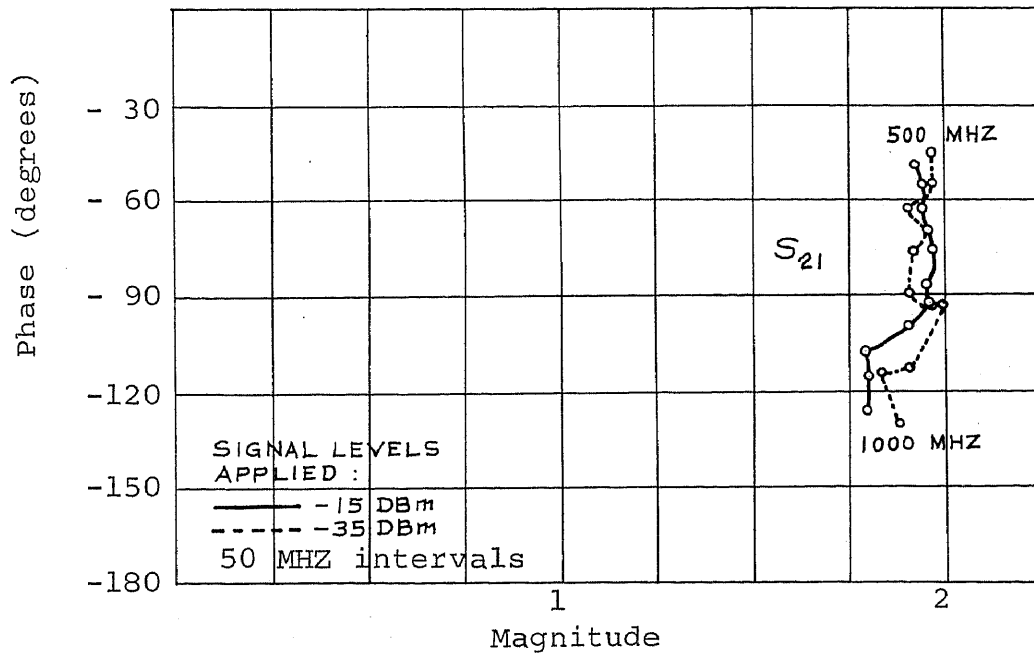 Phase (degrees)
- 30
- 60
- 90
-120
-150
-180
500 MHZ
S21
1000 MHZ
SIGNAL LEVELS
APPLIED :
-15 DBm
-35 DBm
50 MHZ intervals
1
2
Magnitude